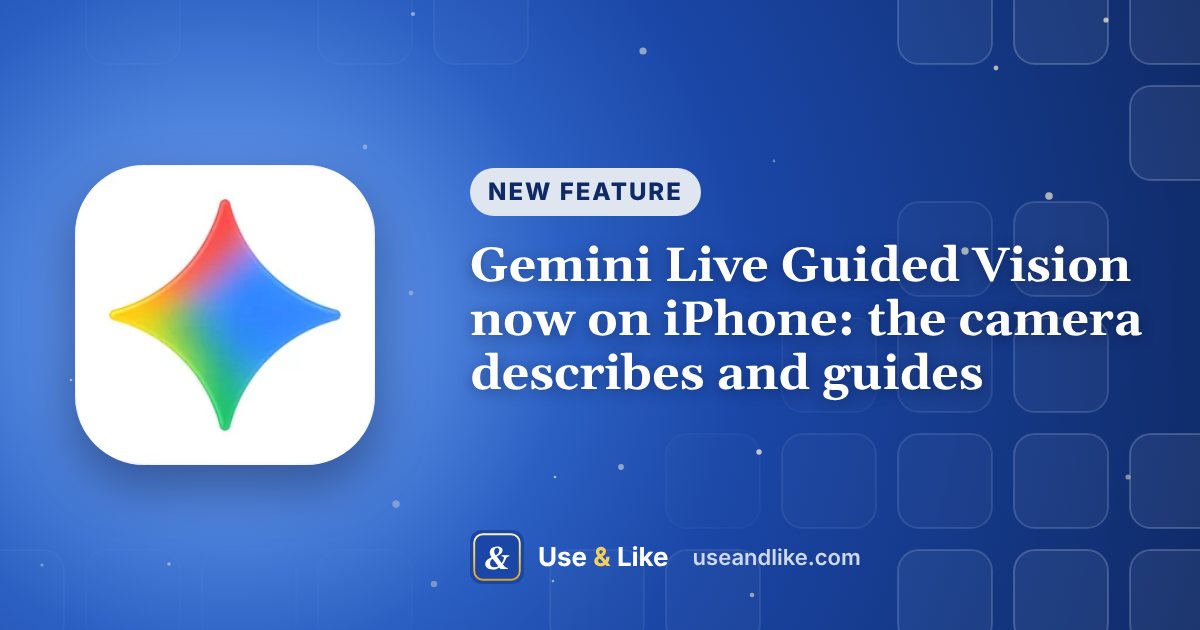 NEW FEATURE
Gemini Live Guided Vision
now on iPhone: the camera
describes and guides
& Use & Like useandlike.com